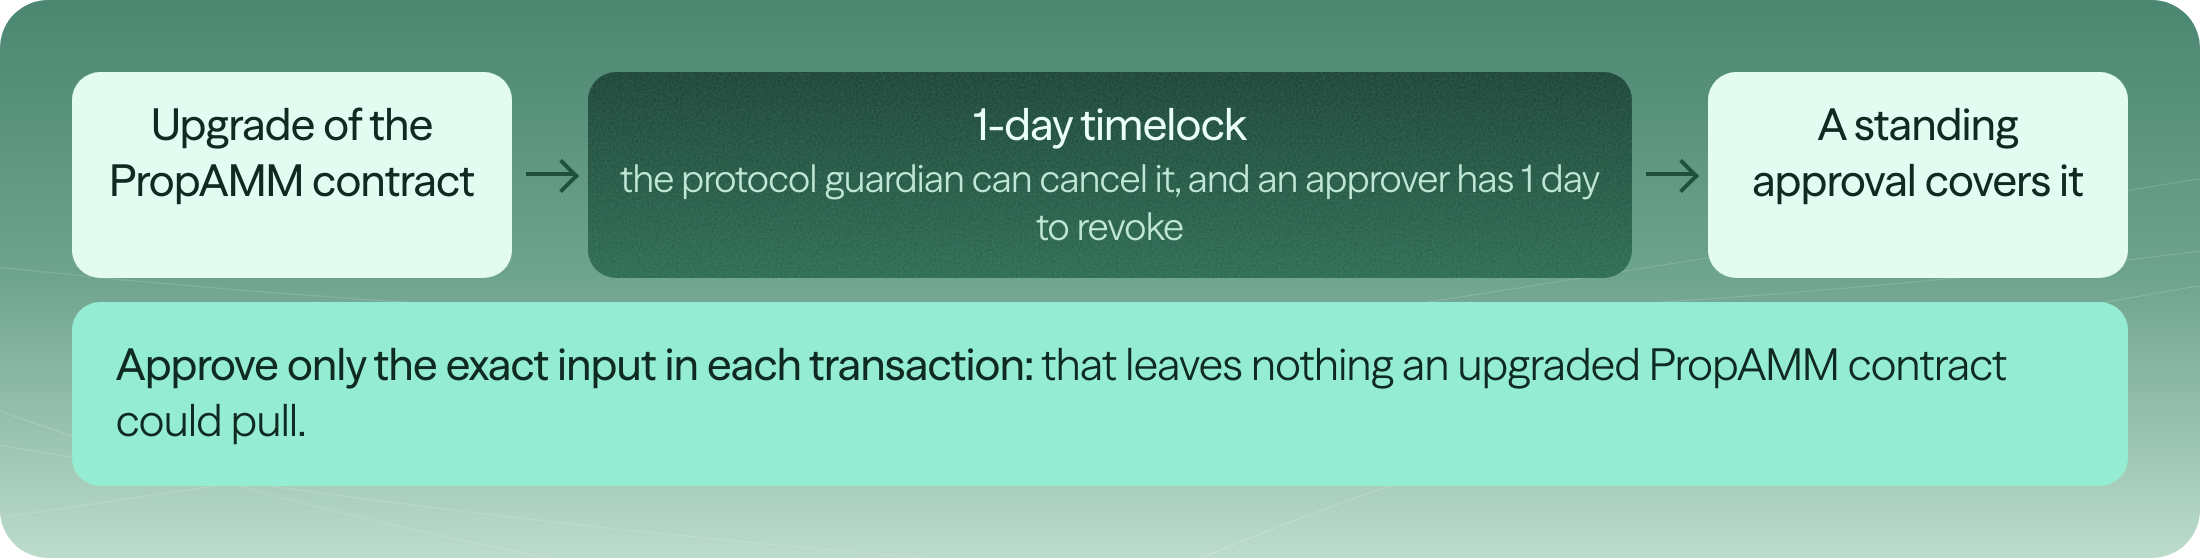 Upgrade of the
PropAMM contract
1-day timelock
the protocol guardian can cancel it, and an approver has 1 day
to revoke
A standing
approval covers it
Approve only the exact input in each transaction: that leaves nothing an upgraded PropAMM contract
could pull.